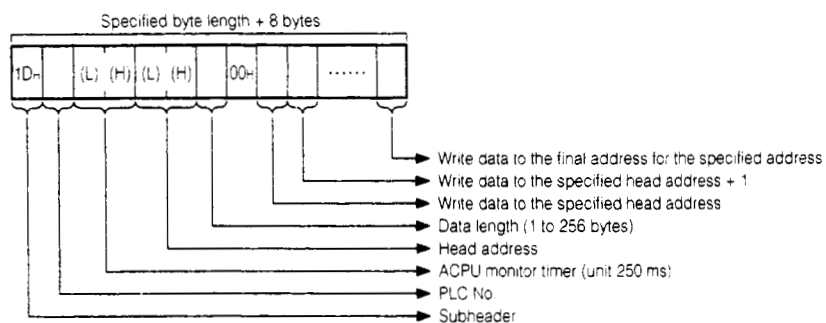 Specified byte length + 8 bytes
1DH (L) (H) (L) (H) 00H ······
Write data to the final address for the specified address
Write data to the specified head address + 1
Write data to the specified head address
Data length (1 to 256 bytes)
Head address
ACPU monitor timer (unit 250 ms)
PLC No.
Subheader